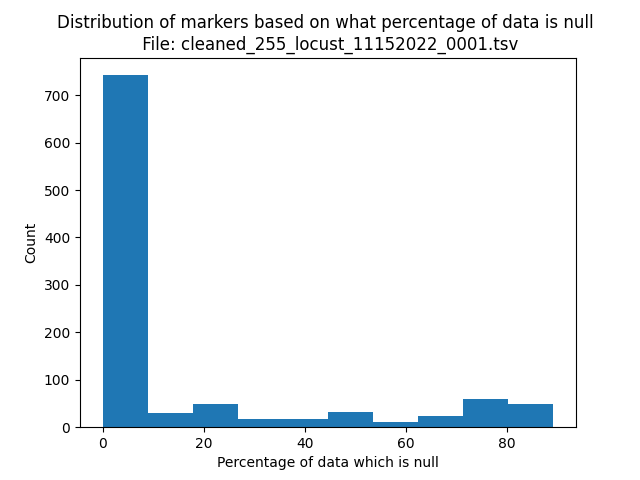 Distribution of markers based on what percentage of data is null
File: cleaned_255_locust_11152022_0001.tsv
700
600
500
400
300
200
100
0
Count
0 20 40 60 80
Percentage of data which is null